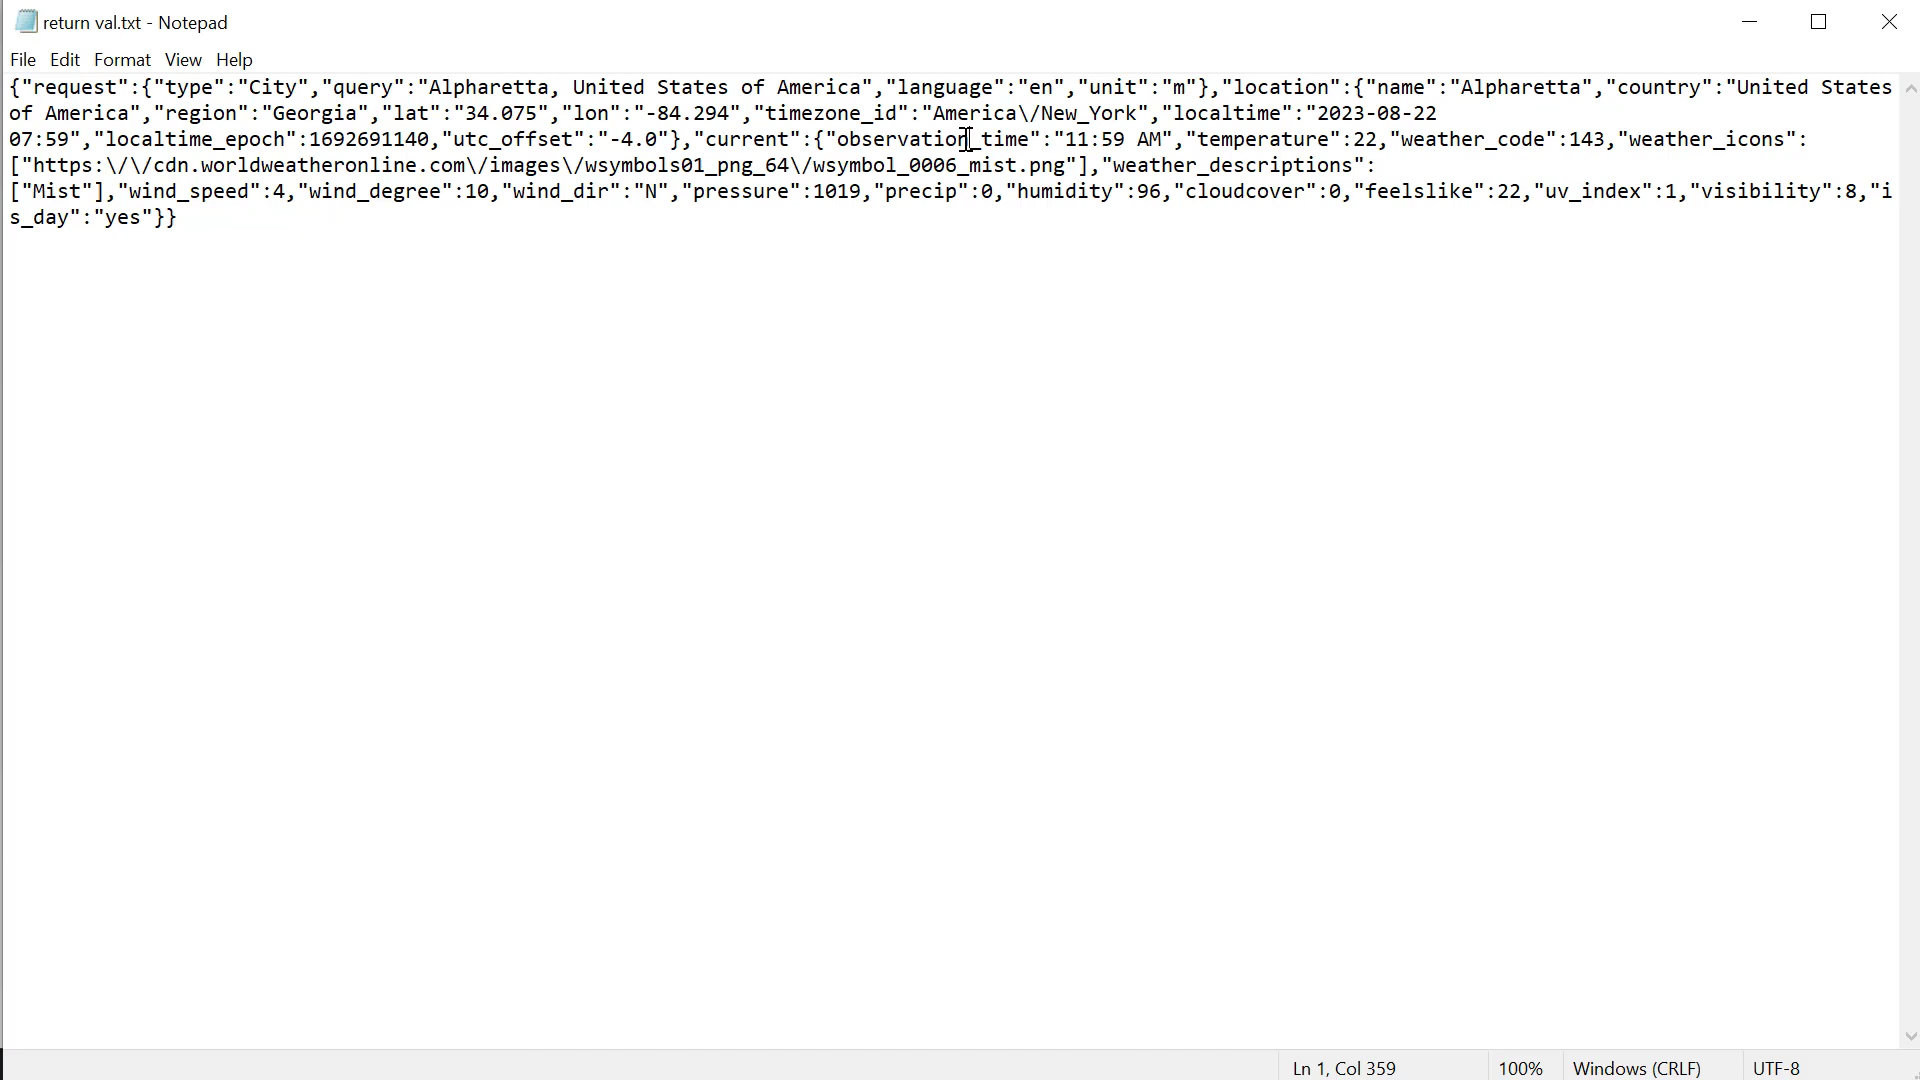 return val.txt - Notepad
File Edit Format View Help
{"request":{"type":"City","query":"Alpharetta, United States of America","language":"en","unit":"m"},"location":{"name":"Alpharetta","country":"United States
of America","region":"Georgia","lat":"34.075","lon":"-84.294","timezone_id":"America\/New_York","localtime":"2023-08-22
07:59","localtime_epoch":1692691140,"utc_offset":"-4.0"},"current":{"observation_time":"11:59 AM","temperature":22,"weather_code":143,"weather_icons":
["https:\/\/cdn.worldweatheronline.com\/images\/wsymbols01_png_64\/wsymbol_0006_mist.png"],"weather_descriptions":
["Mist"],"wind_speed":4,"wind_degree":10,"wind_dir":"N","pressure":1019,"precip":0,"humidity":96,"cloudcover":0,"feelslike":22,"uv_index":1,"visibility":8,"i
s_day":"yes"}}
Ln 1, Col 359 100% Windows (CRLF) UTF-8